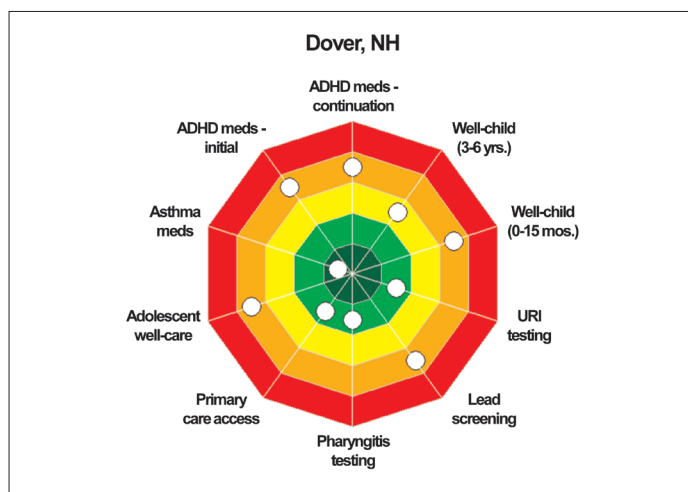 Dover, NH
ADHD meds -
continuation
ADHD meds -
initial
Well-child
(3-6 yrs.)
Asthma
meds
Well-child
(0-15 mos.)
Adolescent
well-care
URI
testing
Primary
care access
Lead
screening
Pharyngitis
testing